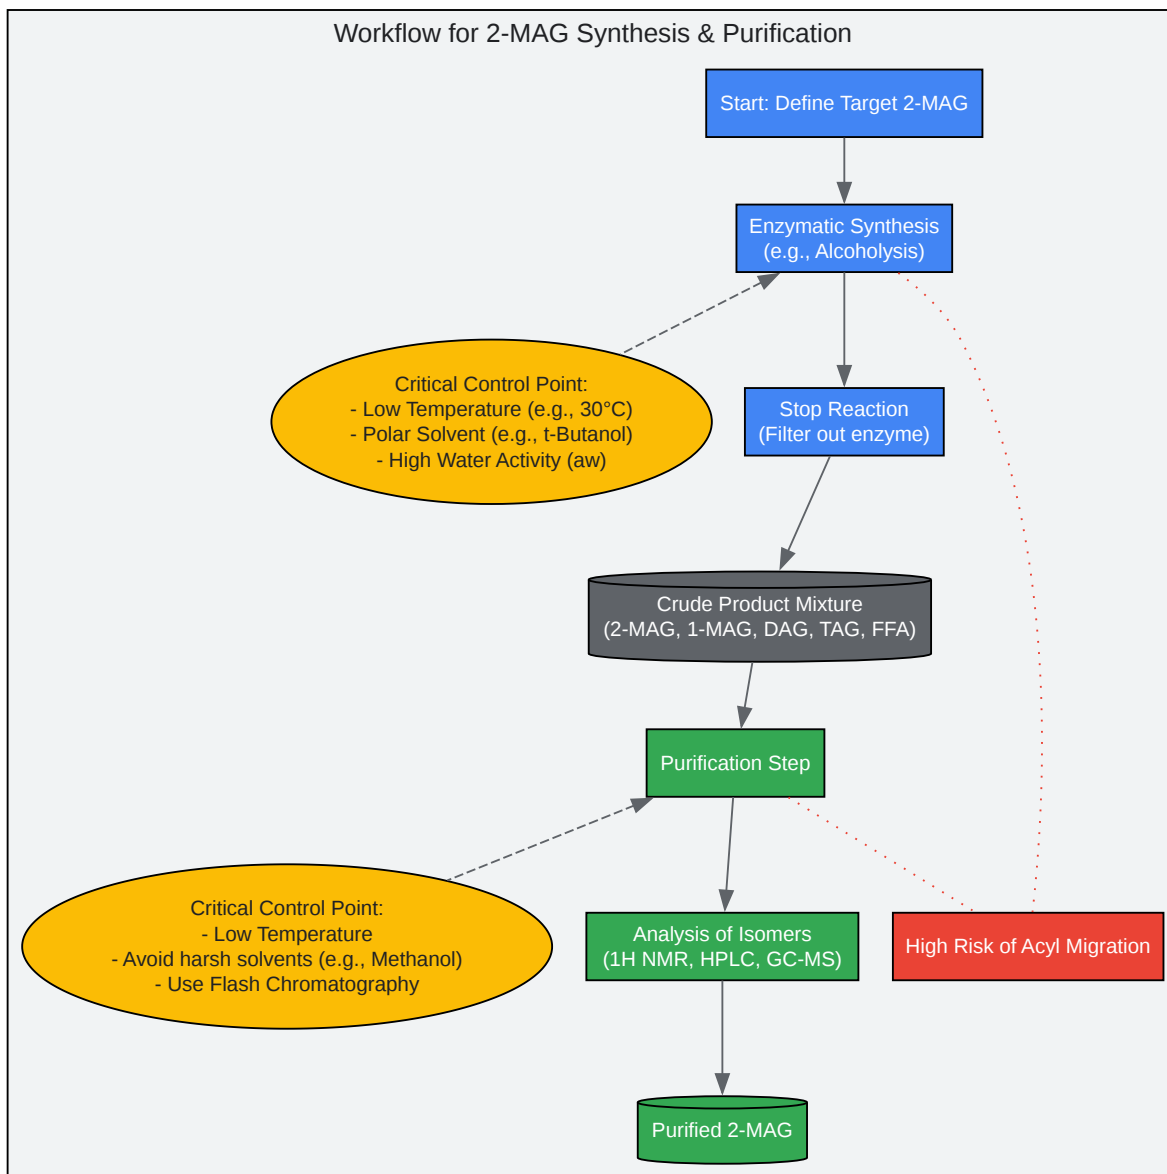 Workflow for 2-MAG Synthesis & Purification
Start: Define Target 2-MAG
Enzymatic Synthesis
(e.g., Alcoholysis)
Critical Control Point:
- Low Temperature (e.g., 30°C)
- Polar Solvent (e.g., t-Butanol)
- High Water Activity (aw)
Stop Reaction
(Filter out enzyme)
Crude Product Mixture
(2-MAG, 1-MAG, DAG, TAG, FFA)
Purification Step
Critical Control Point:
- Low Temperature
- Avoid harsh solvents (e.g., Methanol)
- Use Flash Chromatography
Analysis of Isomers
(1H NMR, HPLC, GC-MS)
High Risk of Acyl Migration
Purified 2-MAG